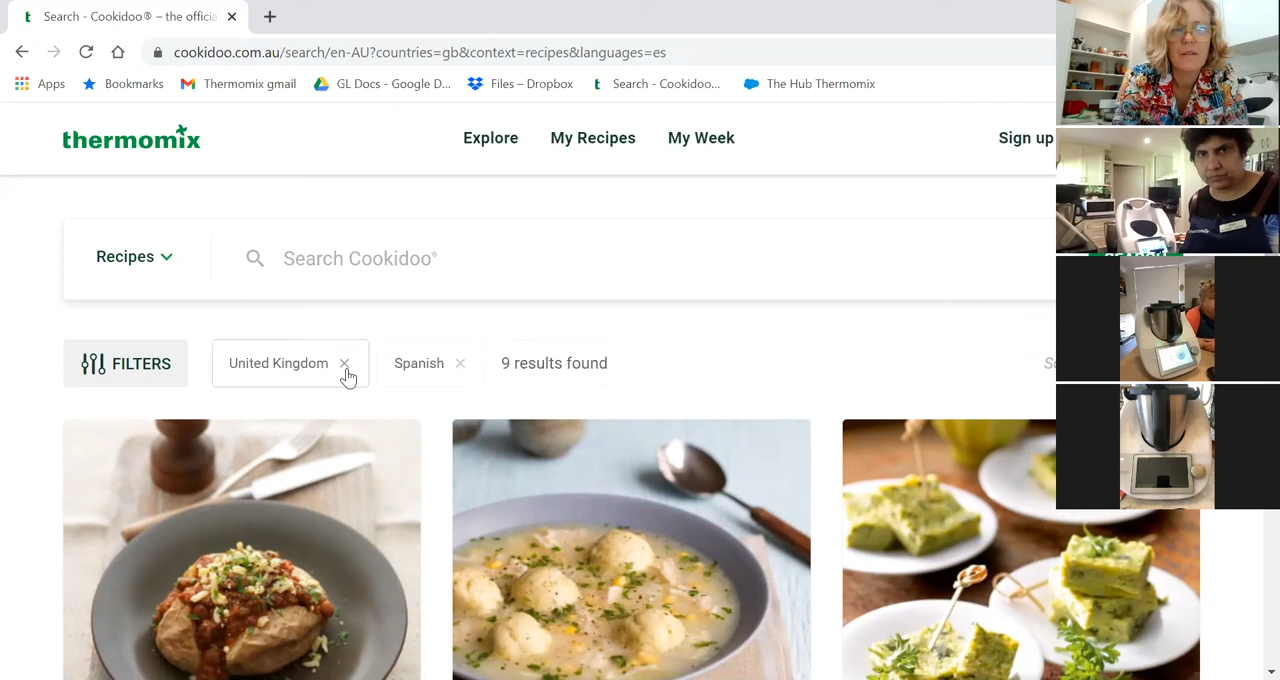 t Search - Cookidoo® – the officia
cookidoo.com.au/search/en-AU?countries=gb&context=recipes&languages=es
Apps Bookmarks Thermomix gmail GL Docs - Google D... Files – Dropbox t Search - Cookidoo... The Hub Thermomix
thermomix Explore My Recipes My Week Sign up
Recipes Search Cookidoo®
FILTERS United Kingdom Spanish 9 results found